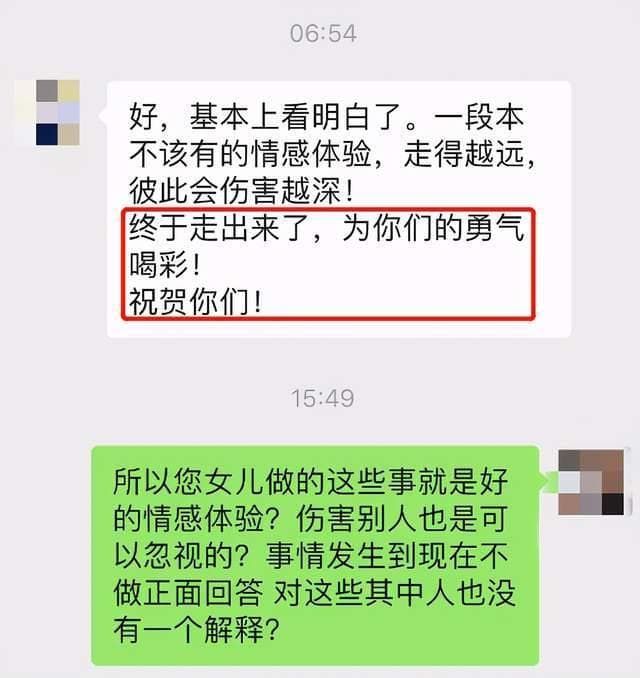 06:54
好，基本上看明白了。一段本
不该有的情感体验，走得越远，
彼此会伤害越深！
终于走出来了，为你们的勇气
喝彩！
祝贺你们！
15:49
所以您女儿做的这些事就是好
的情感体验？伤害别人也是可
以忽视的？事情发生到现在不
做正面回答 对这些其中人也没
有一个解释？